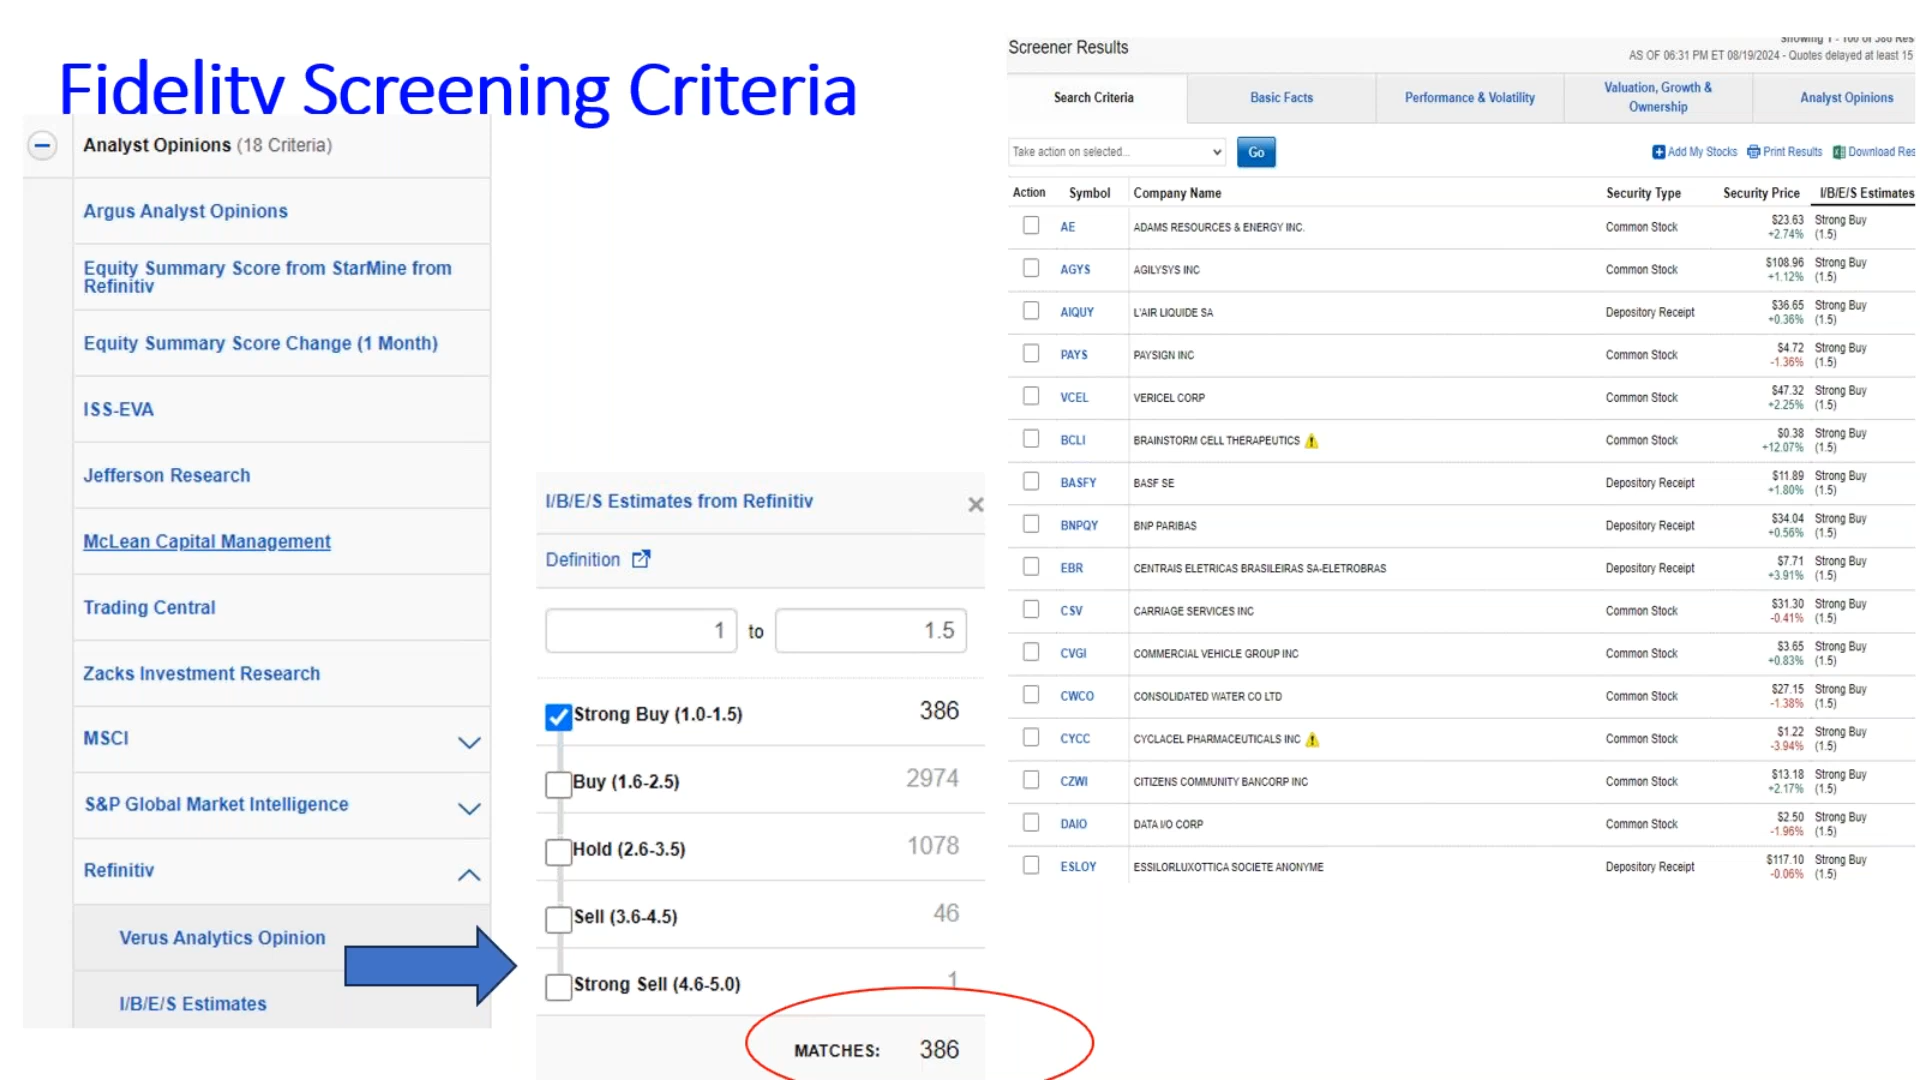 Fidelity Screening Criteria
Analyst Opinions (18 Criteria)
Argus Analyst Opinions
Equity Summary Score from StarMine from
Refinitiv
Equity Summary Score Change (1 Month)
ISS-EVA
Jefferson Research
McLean Capital Management
Trading Central
Zacks Investment Research
MSCI
S&P Global Market Intelligence
Refinitiv
Verus Analytics Opinion
I/B/E/S Estimates
I/B/E/S Estimates from Refinitiv
Definition
1 to 1.5
Strong Buy (1.0-1.5) 386
Buy (1.6-2.5) 2974
Hold (2.6-3.5) 1078
Sell (3.6-4.5) 46
Strong Sell (4.6-5.0) 1
MATCHES: 386
Showing 1 - 100 of 386 Res
Screener Results
AS OF 06:31 PM ET 08/19/2024 - Quotes delayed at least 15
Search Criteria Basic Facts Performance & Volatility Valuation, Growth & Analyst Opinions
Ownership
Take action on selected... Go Add My Stocks Print Results Download Res
Action Symbol Company Name Security Type Security Price I/B/E/S Estimates
AE ADAMS RESOURCES & ENERGY INC. Common Stock $23.63 Strong Buy
+2.74% (1.5)
AGYS AGILYSYS INC Common Stock $108.96 Strong Buy
+1.12% (1.5)
AIQUY L'AIR LIQUIDE SA Depository Receipt $36.65 Strong Buy
+0.36% (1.5)
PAYS PAYSIGN INC Common Stock $4.72 Strong Buy
-1.36% (1.5)
VCEL VERICEL CORP Common Stock $47.32 Strong Buy
+2.25% (1.5)
BCLI BRAINSTORM CELL THERAPEUTICS Common Stock $0.38 Strong Buy
+12.07% (1.5)
BASFY BASF SE Depository Receipt $11.89 Strong Buy
+1.80% (1.5)
BNPQY BNP PARIBAS Depository Receipt $34.04 Strong Buy
+0.56% (1.5)
EBR CENTRAIS ELETRICAS BRASILEIRAS SA-ELETROBRAS Depository Receipt $7.71 Strong Buy
+3.91% (1.5)
CSV CARRIAGE SERVICES INC Common Stock $31.30 Strong Buy
-0.41% (1.5)
CVGI COMMERCIAL VEHICLE GROUP INC Common Stock $3.65 Strong Buy
+0.83% (1.5)
CWCO CONSOLIDATED WATER CO LTD Common Stock $27.15 Strong Buy
-1.38% (1.5)
CYCC CYCLACEL PHARMACEUTICALS INC Common Stock $1.22 Strong Buy
-3.94% (1.5)
CZWI CITIZENS COMMUNITY BANCORP INC Common Stock $13.18 Strong Buy
+2.17% (1.5)
DAIO DATA I/O CORP Common Stock $2.50 Strong Buy
-1.96% (1.5)
ESLOY ESSILORLUXOTTICA SOCIETE ANONYME Depository Receipt $117.10 Strong Buy
-0.06% (1.5)